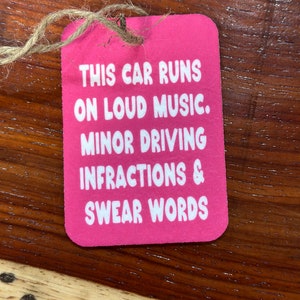 THIS CAR RUNS
ON LOUD MUSIC.
MINOR DRIVING
INFRACTIONS &
SWEAR WORDS